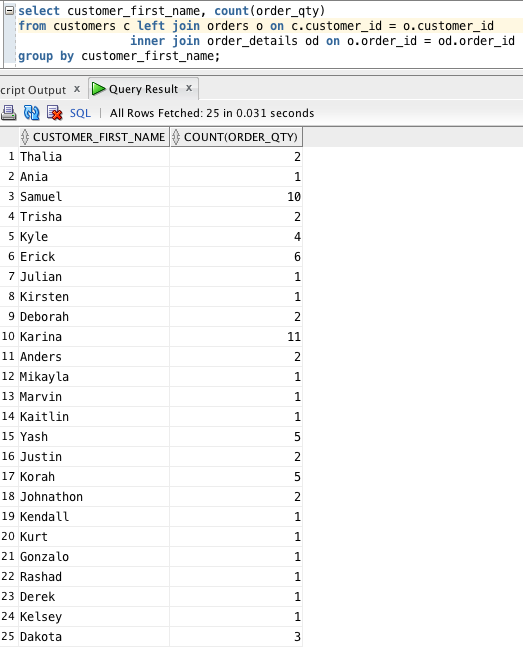 select customer_first_name, count(order_qty)
from customers c left join orders o on c.customer_id = o.customer_id
inner join order_details od on o.order_id = od.order_id
group by customer_first_name;
cript Output x Query Result x
SQL | All Rows Fetched: 25 in 0.031 seconds
CUSTOMER_FIRST_NAME COUNT(ORDER_QTY)
1 Thalia 2
2 Ania 1
3 Samuel 10
4 Trisha 2
5 Kyle 4
6 Erick 6
7 Julian 1
8 Kirsten 1
9 Deborah 2
10 Karina 11
11 Anders 2
12 Mikayla 1
13 Marvin 1
14 Kaitlin 1
15 Yash 5
16 Justin 2
17 Korah 5
18 Johnathon 2
19 Kendall 1
20 Kurt 1
21 Gonzalo 1
22 Rashad 1
23 Derek 1
24 Kelsey 1
25 Dakota 3